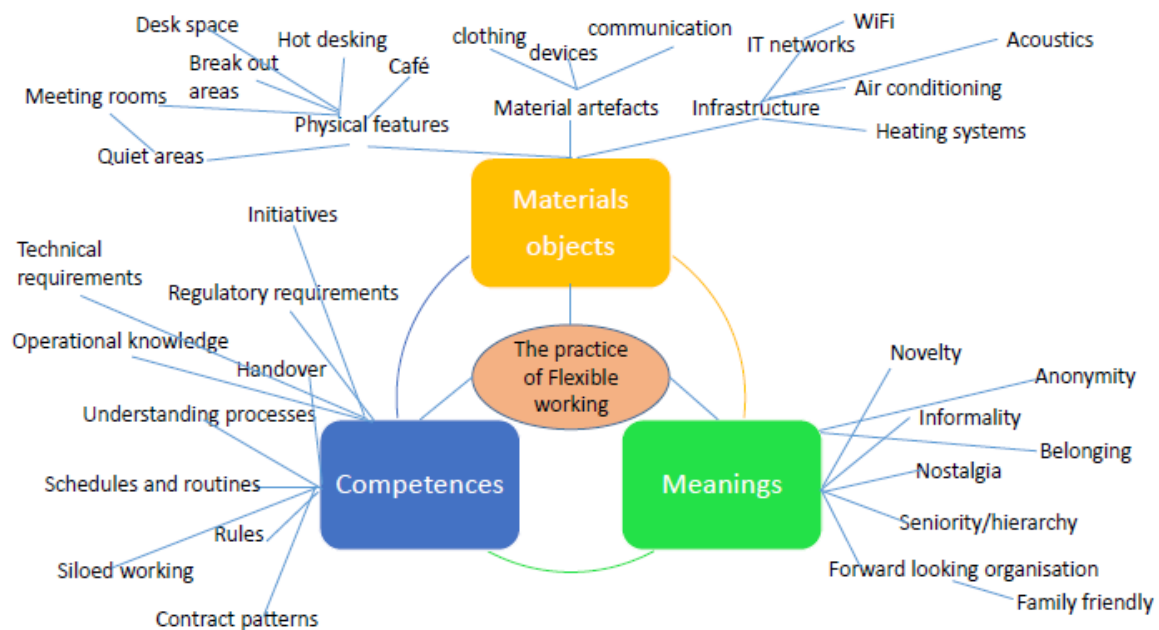 Desk space
Hot desking
Break out
areas
Café
Meeting rooms
Physical features
Quiet areas
clothing
devices
communication
Material artefacts
WiFi
IT networks
Acoustics
Infrastructure
Air conditioning
Heating systems
Materials
objects
Initiatives
Technical
requirements
Regulatory requirements
Operational knowledge
Handover
Understanding processes
Schedules and routines
Rules
Siloed working
Contract patterns
The practice
of Flexible
working
Competences
Meanings
Novelty
Anonymity
Informality
Belonging
Nostalgia
Seniority/hierarchy
Forward looking organisation
Family friendly